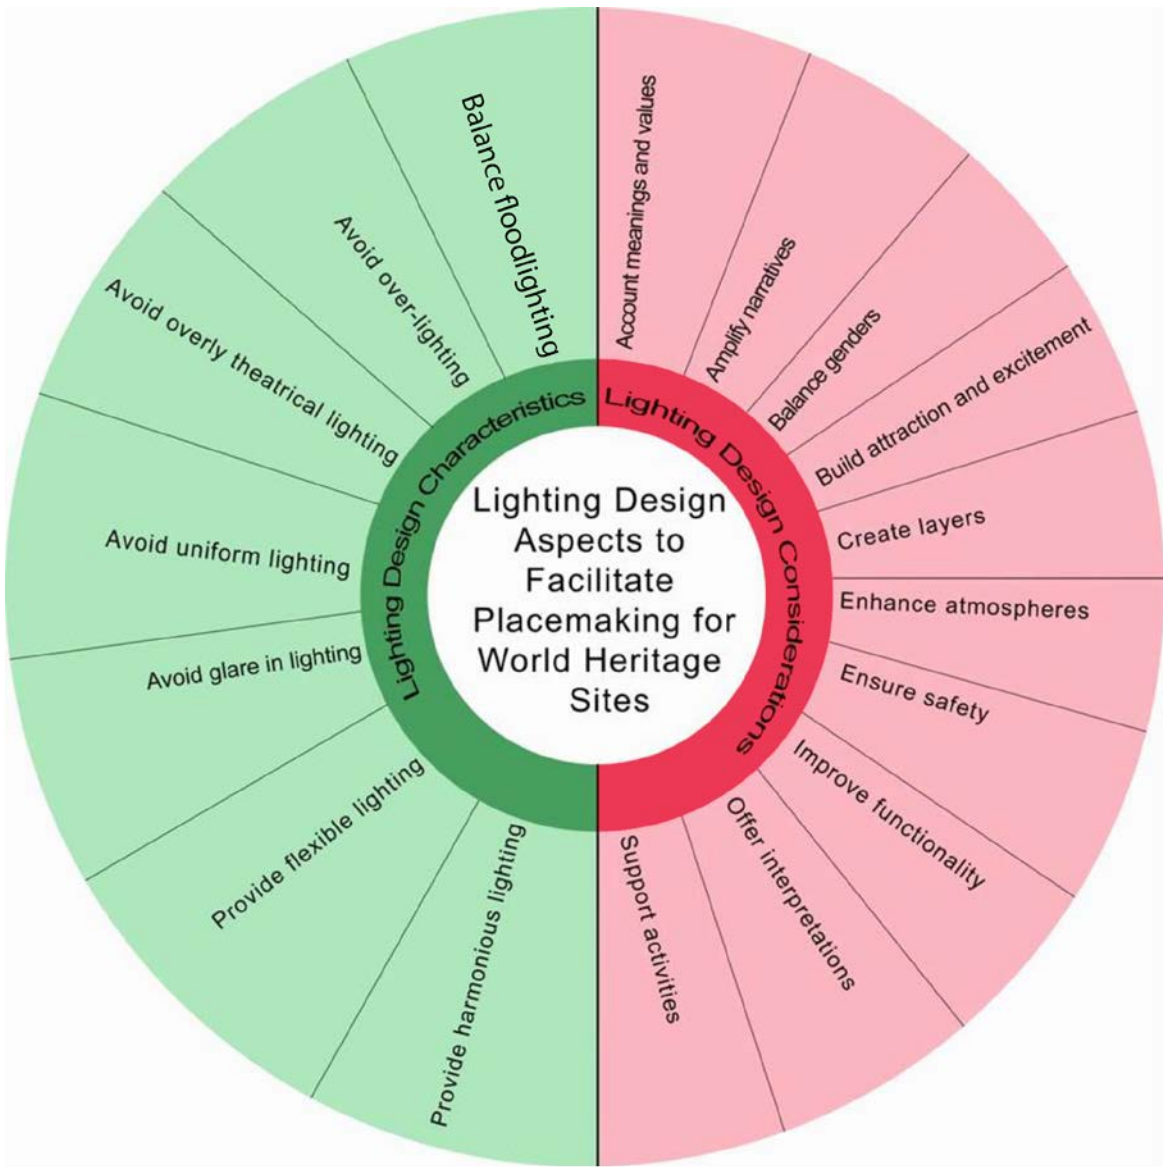 Lighting Design
Aspects to
Facilitate
Placemaking for
World Heritage
Sites
Lighting Design Considerations
Account meanings and values
Amplify narratives
Balance genders
Build attraction and excitement
Create layers
Enhance atmospheres
Ensure safety
Improve functionality
Offer interpretations
Support activities
Lighting Design Characteristics
Balance floodlighting
Avoid over-lighting
Avoid overly theatrical lighting
Avoid uniform lighting
Avoid glare in lighting
Provide flexible lighting
Provide harmonious lighting